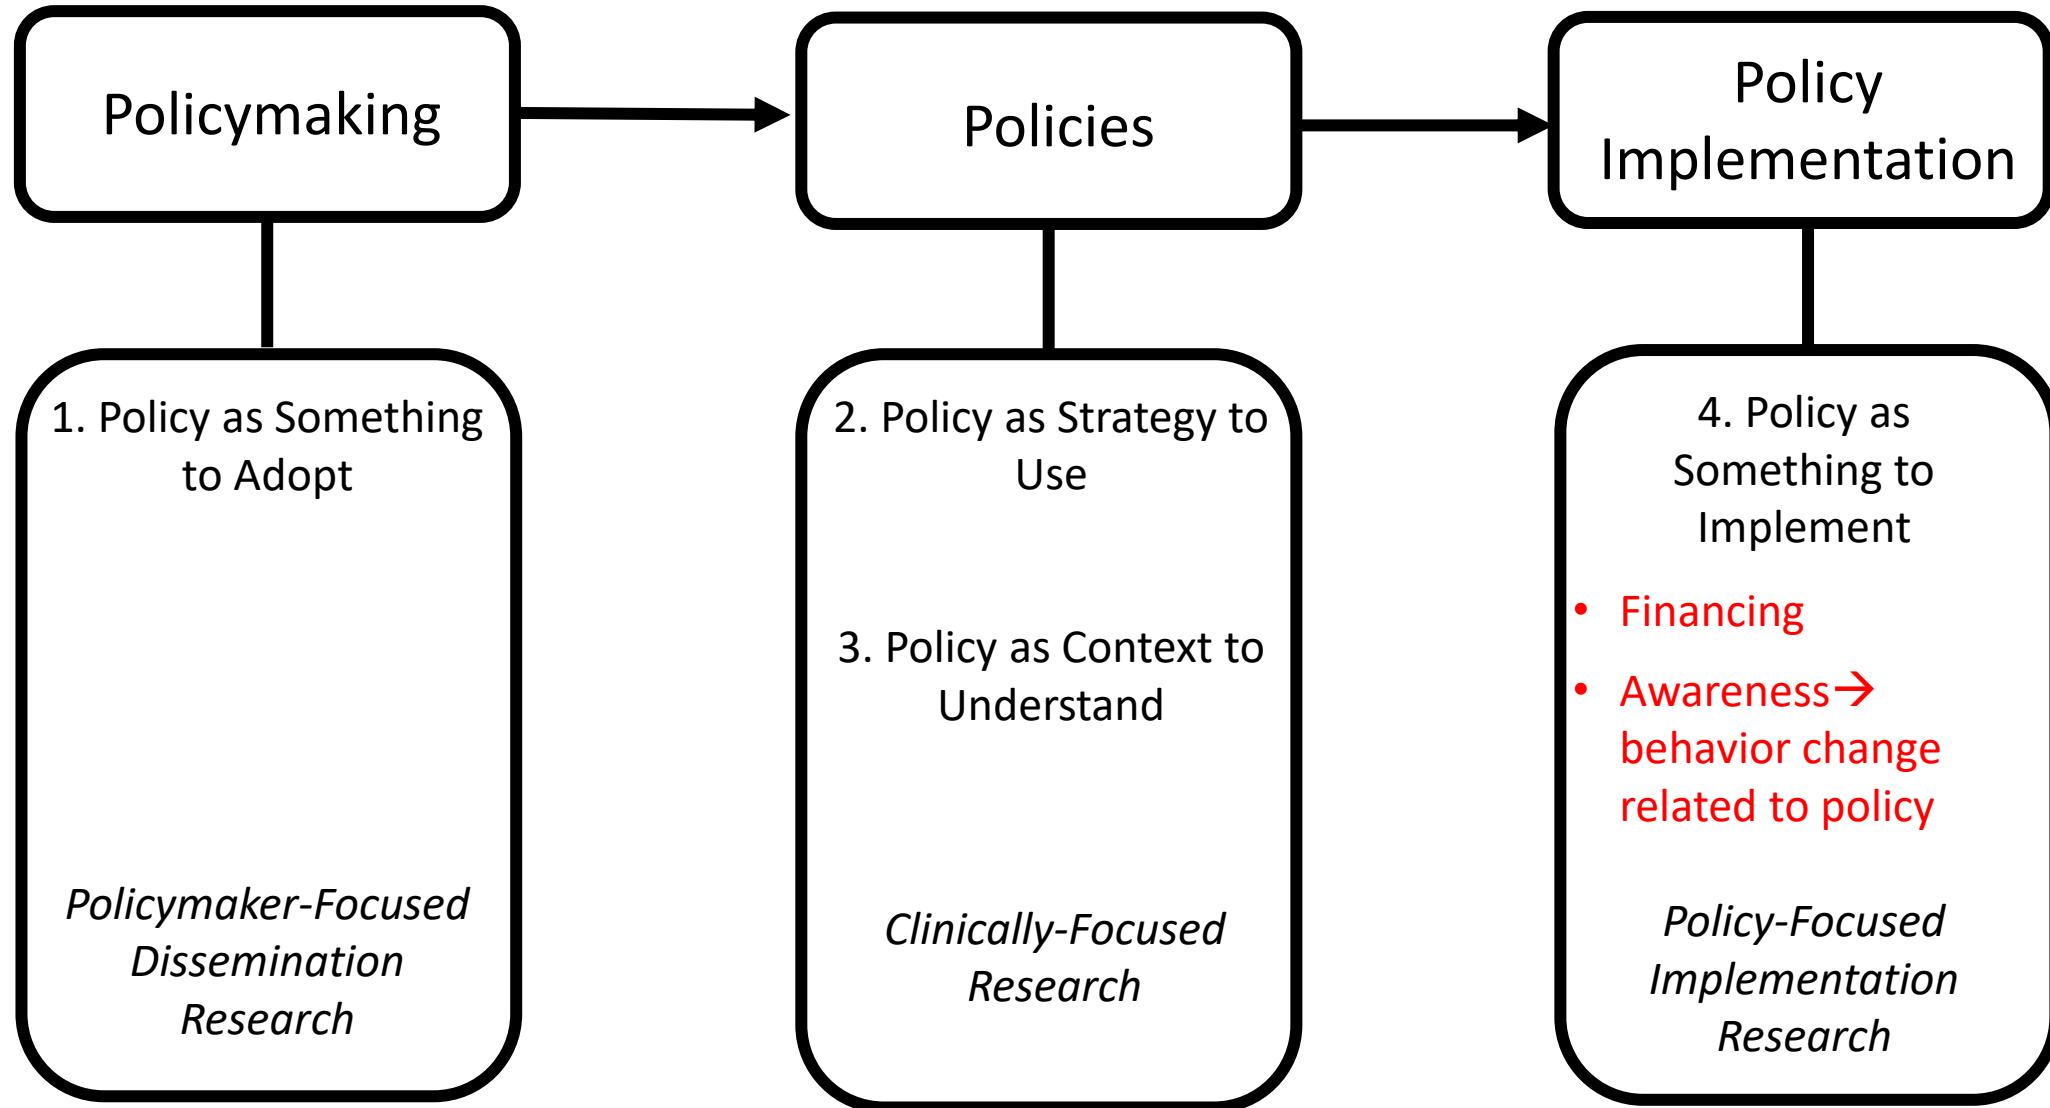 Policymaking
Policies
Policy
Implementation
1. Policy as Something
to Adopt
Policymaker-Focused
Dissemination
Research
2. Policy as Strategy to
Use
3. Policy as Context to
Understand
Clinically-Focused
Research
4. Policy as
Something to
Implement
• Financing
• Awareness→
behavior change
related to policy
Policy-Focused
Implementation
Research